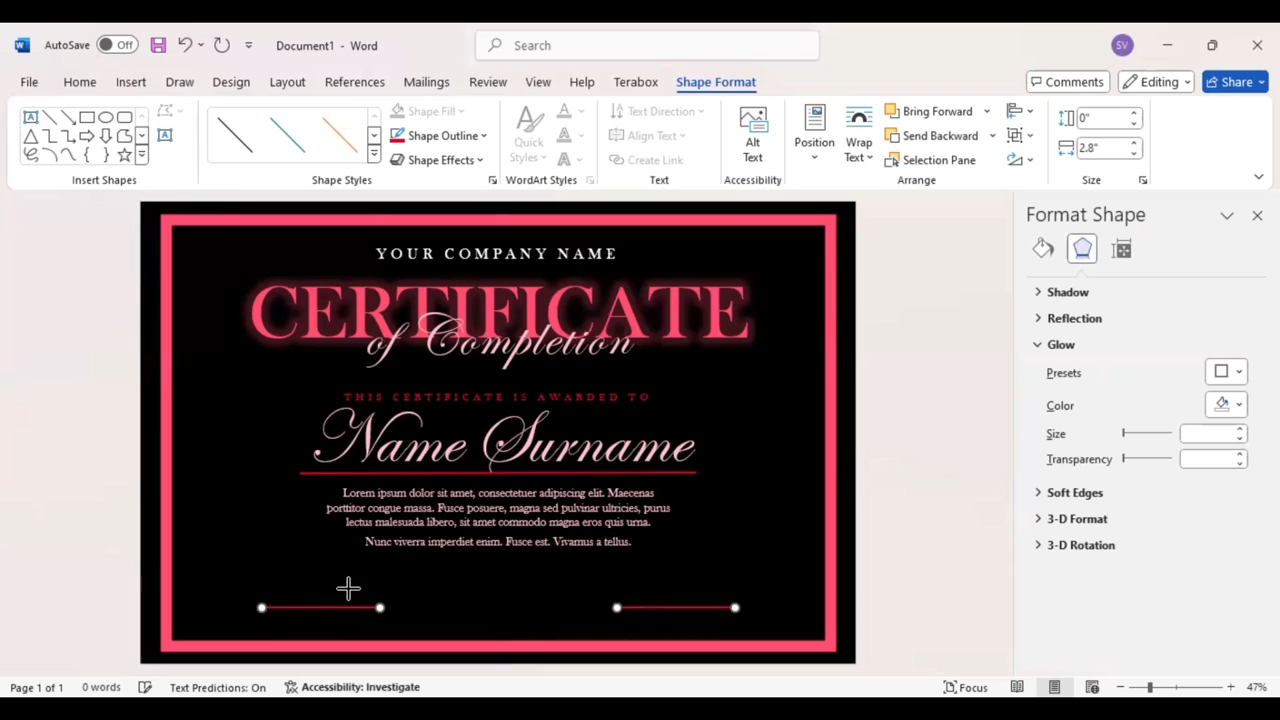 AutoSave Off Document1 - Word Search SV
File Home Insert Draw Design Layout References Mailings Review View Help Terabox Shape Format Comments Editing Share
Shape Fill
Shape Outline
Shape Effects
Quick Styles
Text Direction
Align Text
Create Link
Alt Text
Position
Wrap Text
Bring Forward
Send Backward
Selection Pane
0"
2.8"
Insert Shapes Shape Styles WordArt Styles Text Accessibility Arrange Size
YOUR COMPANY NAME
CERTIFICATE
of Completion
THIS CERTIFICATE IS AWARDED TO
Name Surname
Lorem ipsum dolor sit amet, consectetuer adipiscing elit. Maecenas
porttitor congue massa. Fusce posuere, magna sed pulvinar ultricies, purus
lectus malesuada libero, sit amet commodo magna eros quis urna.
Nunc viverra imperdiet enim. Fusce est. Vivamus a tellus.
Format Shape
Shadow
Reflection
Glow
Presets
Color
Size
Transparency
Soft Edges
3-D Format
3-D Rotation
Page 1 of 1 0 words Text Predictions: On Accessibility: Investigate Focus 47%